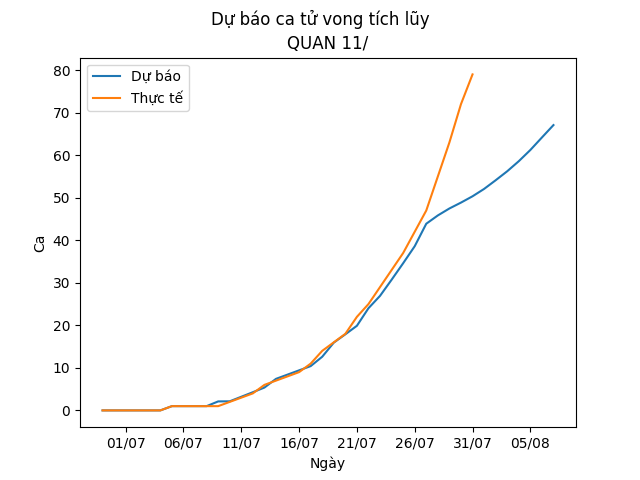 Dự báo ca tử vong tích lũy
QUAN 11/
Dự báo
Thực tế
80
70
60
50
40
30
20
10
0
Ca
01/07 06/07 11/07 16/07 21/07 26/07 31/07 05/08
Ngày